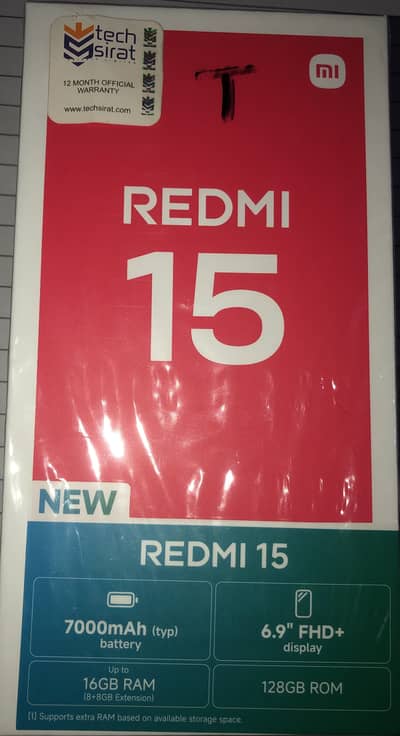 tech
sirat
12 MONTH OFFICIAL
WARRANTY
www.techsirat.com
T
mi
REDMI
15
NEW
REDMI 15
7000mAh (typ)
battery
6.9" FHD+
display
Up to
16GB RAM
(8+8GB Extension)
128GB ROM
[1] Supports extra RAM based on available storage space.